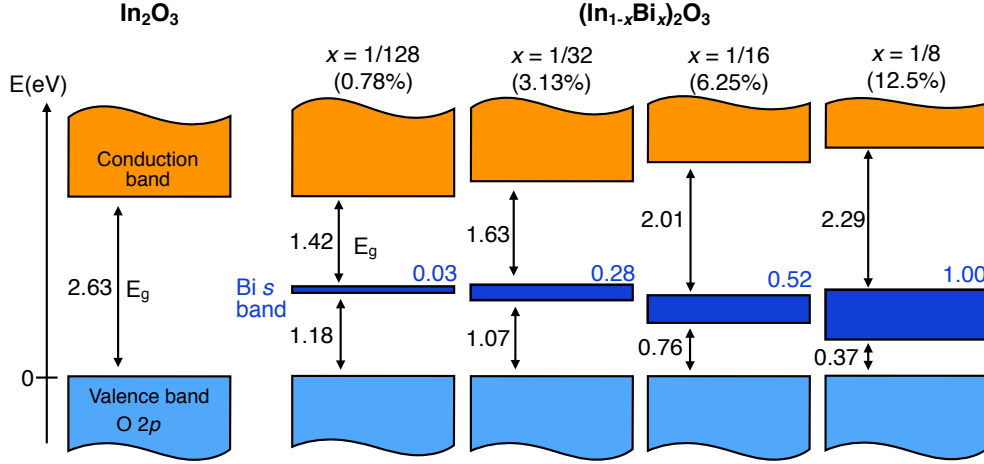 In₂O₃
(In₁₋ₓBiₓ)₂O₃
x = 1/128
(0.78%)
x = 1/32
(3.13%)
x = 1/16
(6.25%)
x = 1/8
(12.5%)
E(eV)
Conduction
band
2.63
E_g
1.42
E_g
1.63
2.01
2.29
Bi s
band
0.03
0.28
0.52
1.00
1.18
1.07
0.76
0.37
0
Valence band
O 2p